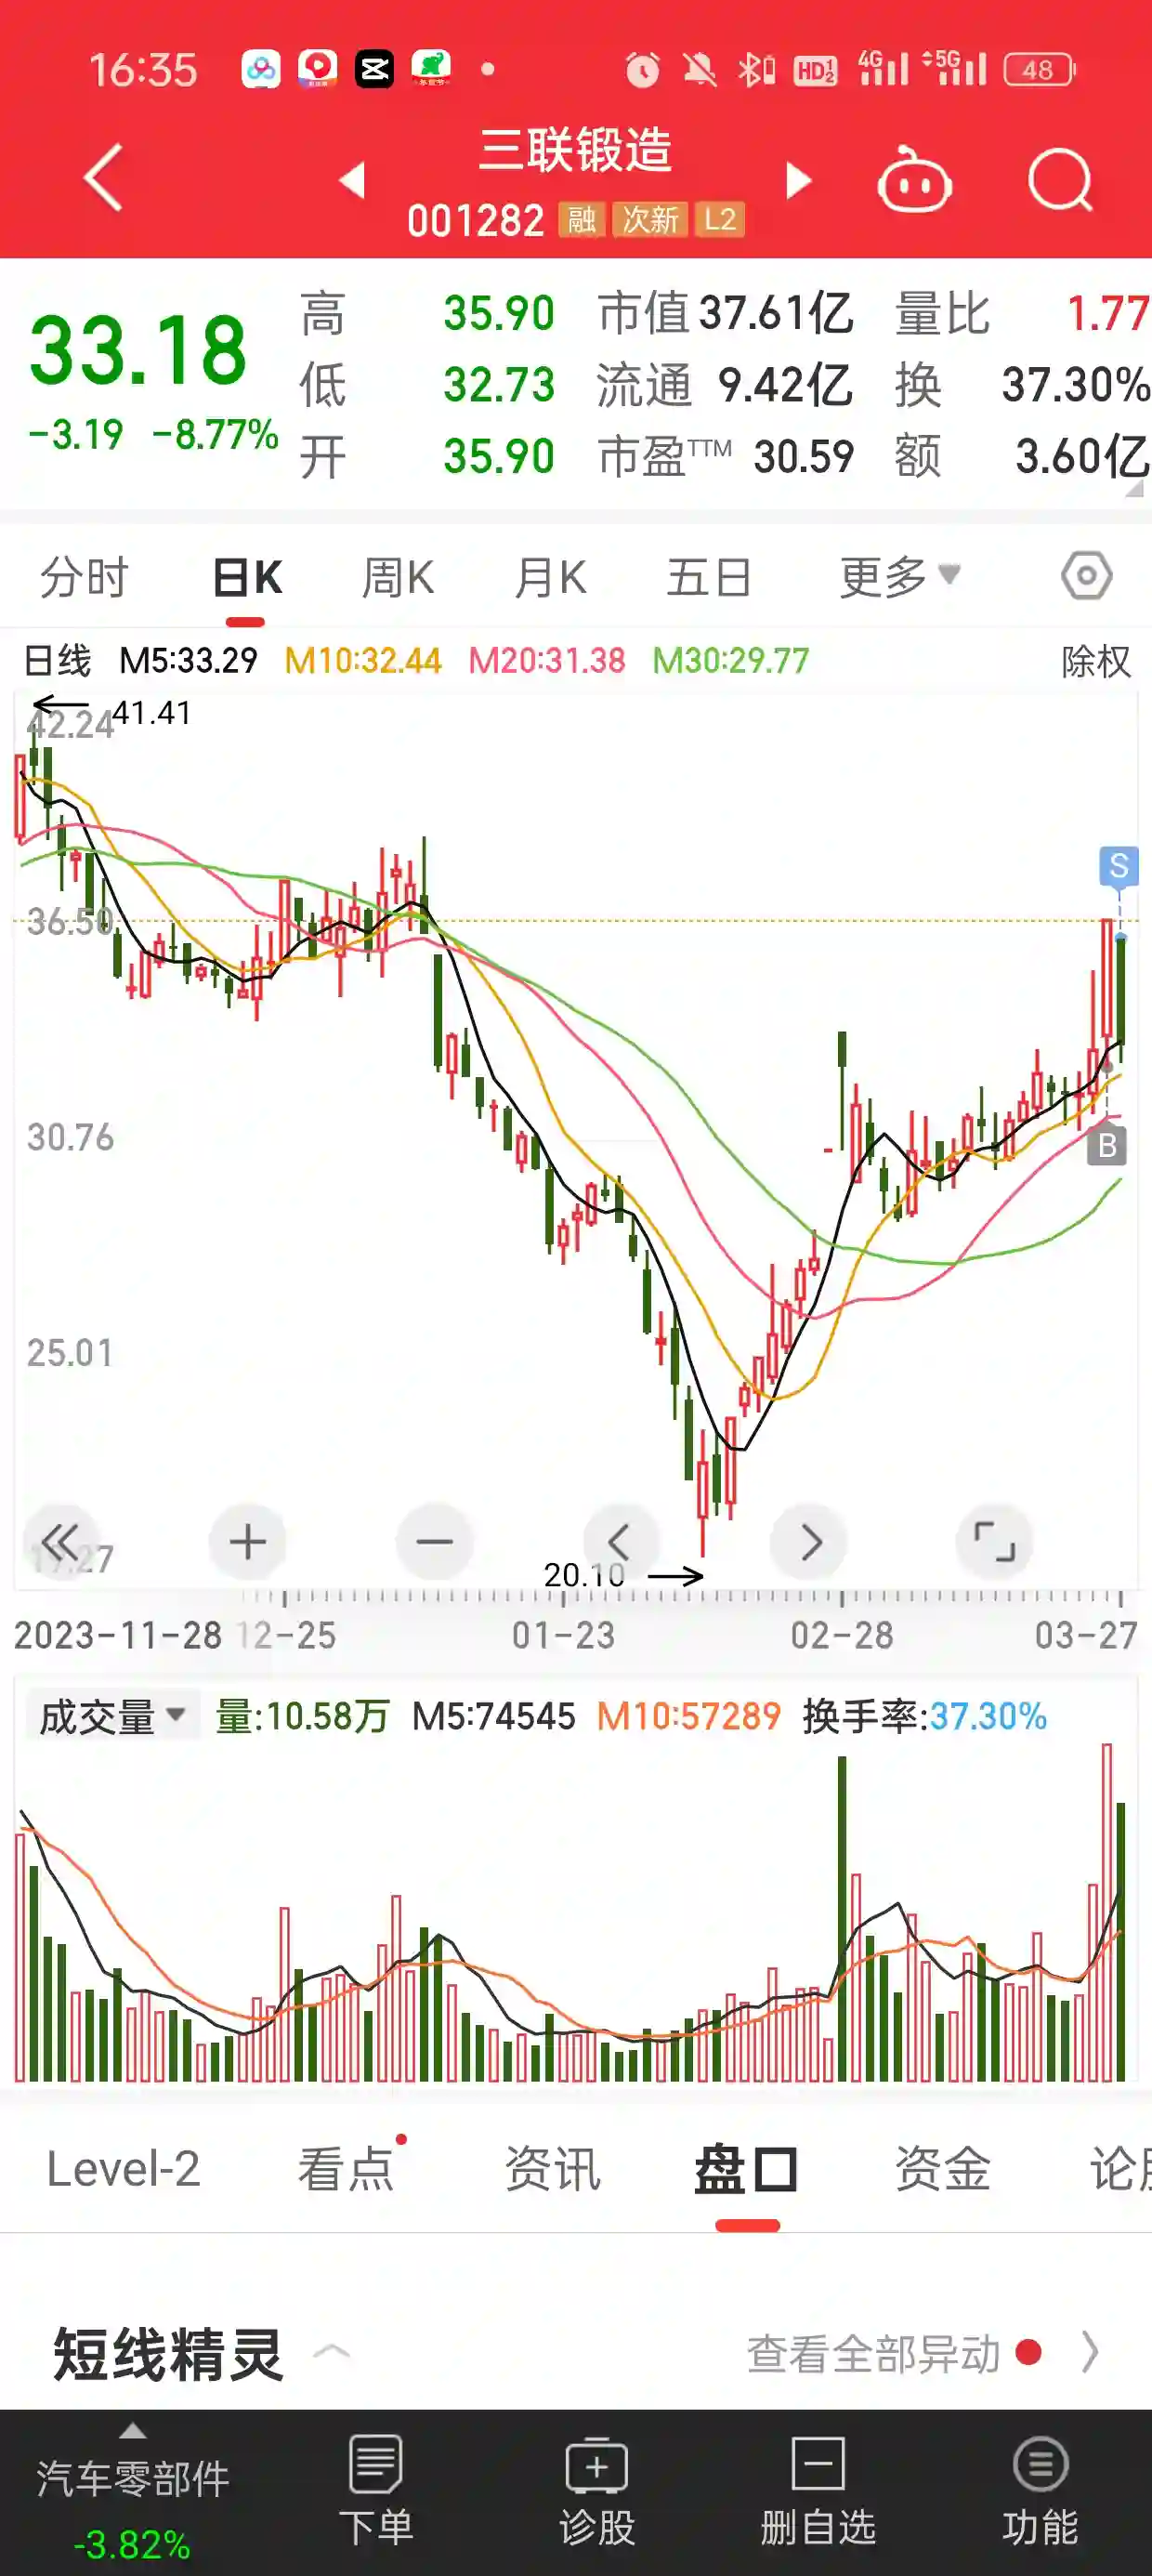 16:35 HD12 4G 5G 48
三联锻造
001282 融 次新 L2
33.18
-3.19 -8.77%
高 35.90 市值 37.61亿 量比 1.77
低 32.73 流通 9.42亿 换 37.30%
开 35.90 市盈TTM 30.59 额 3.60亿
分时 日K 周K 月K 五日 更多
日线 M5:33.29 M10:32.44 M20:31.38 M30:29.77 除权
41.41
42.24
S
36.50
30.76
B
25.01
20.10
2023-11-28 12-25 01-23 02-28 03-27
成交量 量:10.58万 M5:74545 M10:57289 换手率:37.30%
Level-2 看点 资讯 盘口 资金
短线精灵 查看全部异动
汽车零部件 下单 诊股 删自选 功能
-3.82%